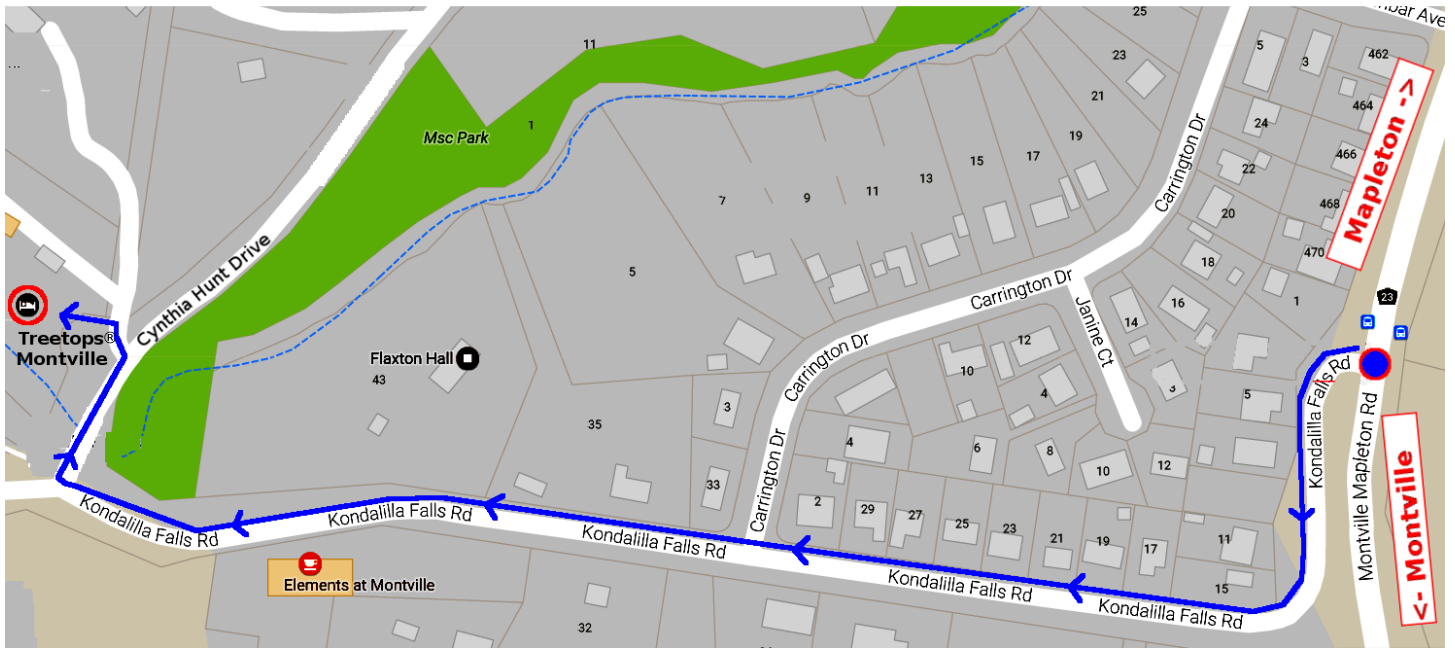 25
nbar Ave
11
5
3
462
23
Mapleton ->
21
464
24
1
19
Msc Park
466
15
17
22
13
11
7
9
468
20
Carrington Dr
470
18
Cynthia Hunt Drive
5
Carrington Dr
Janine Ct
16
1
23
...
14
Treetops®
Montville
Flaxton Hall
43
Carrington Dr
12
10
4
5
Kondalilla Falls Rd
3
35
Carrington Dr
4
6
8
10
12
33
2
29
27
25
23
21
19
17
11
15
Montville Mapleton Rd
<- Montville
Kondalilla Falls Rd
Kondalilla Falls Rd
Kondalilla Falls Rd
Kondalilla Falls Rd
Kondalilla Falls Rd
Elements at Montville
32